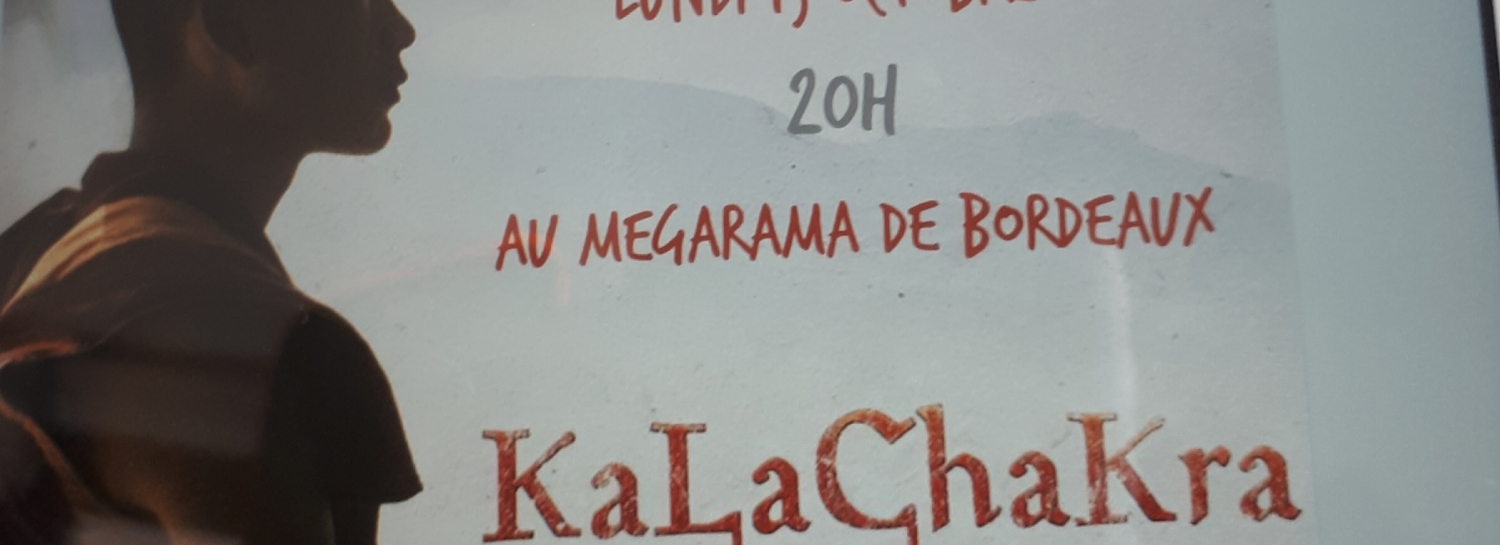 20H
AU MEGARAMA DE BORDEAUX
KaLaChaKra